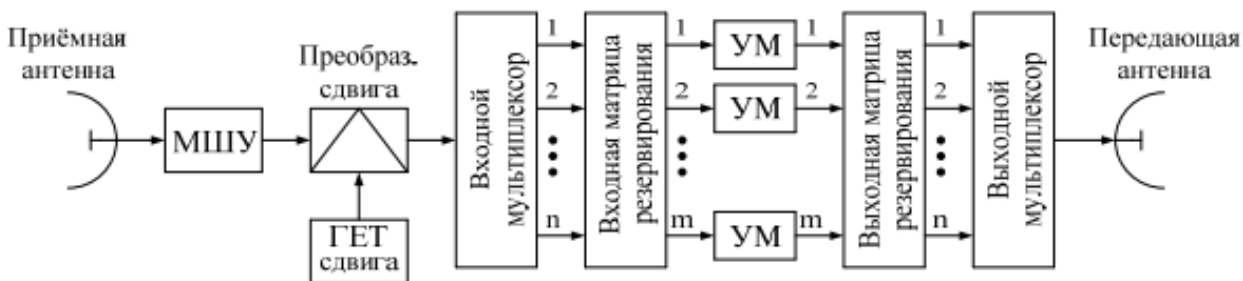 Приёмная
антенна
МШУ
Преобраз.
сдвига
ГЕТ
сдвига
Входной
мультиплексор
1
2
n
Входная матрица
резервирования
1
2
m
УМ
УМ
УМ
1
2
m
Выходная матрица
резервирования
1
2
n
Выходной
мультиплексор
Передающая
антенна